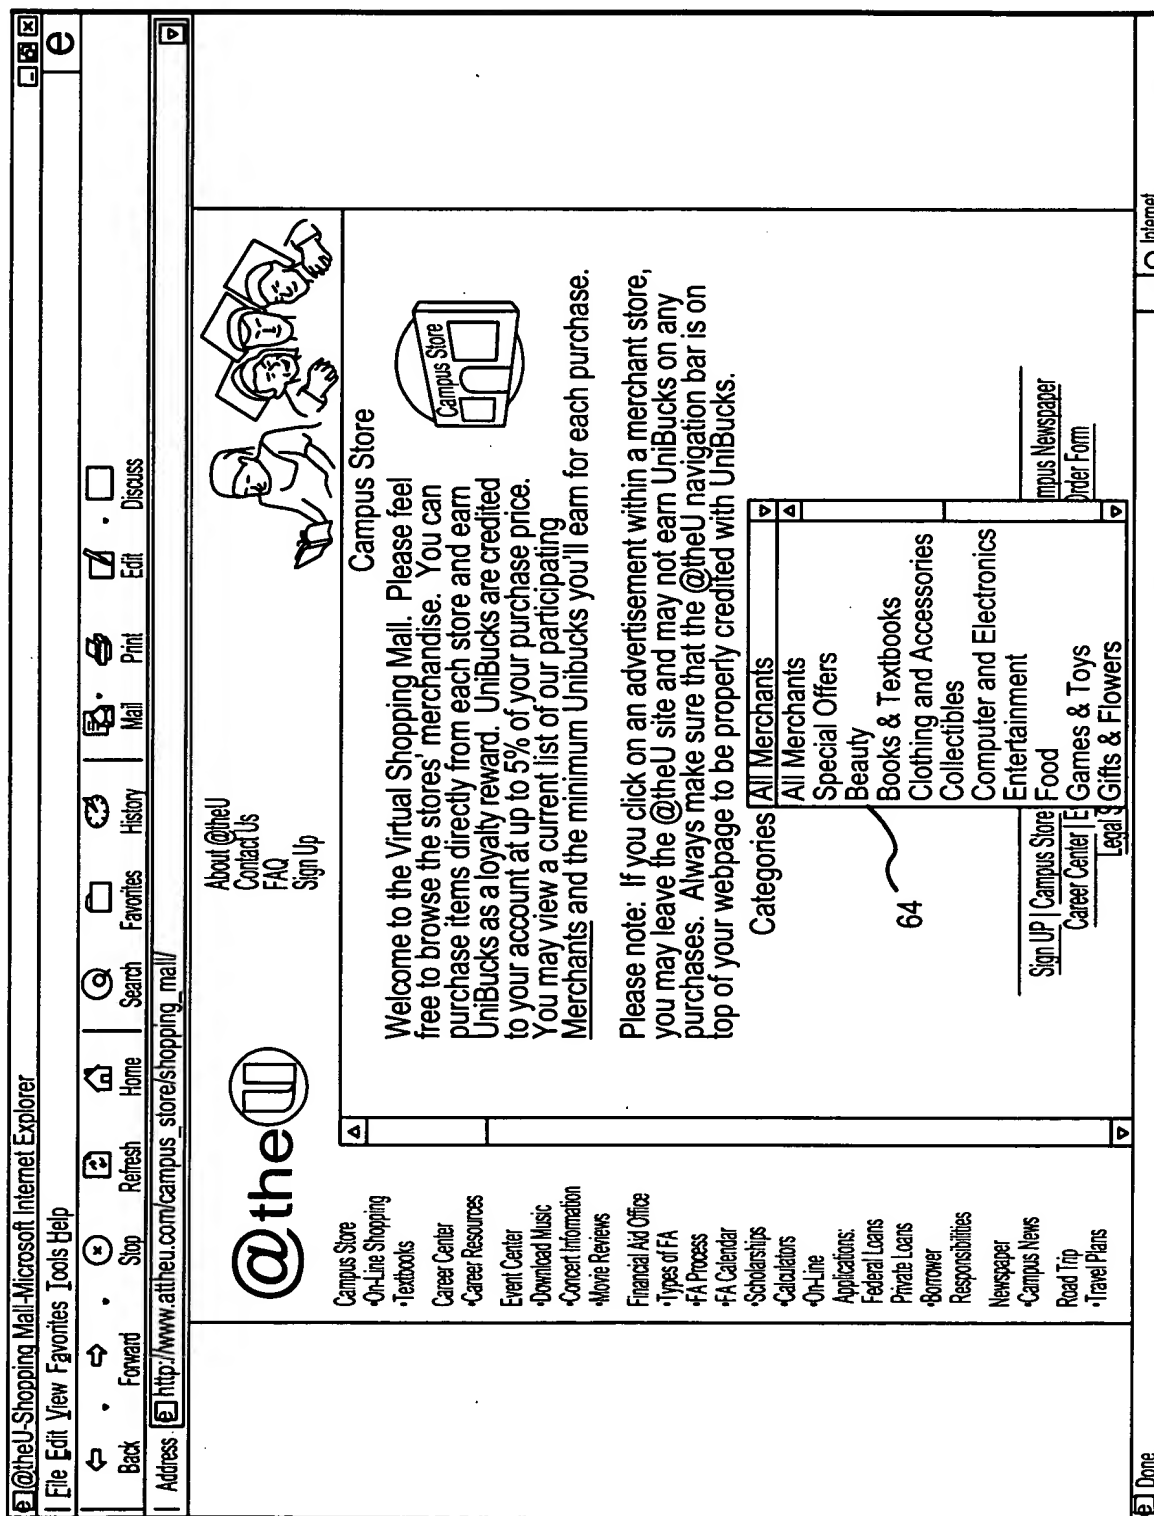 @theU-Shopping Mall-Microsoft Internet Explorer
File Edit View Favorites Tools Help
Back Forward Stop Refresh Home Search Favorites History Mail Print Edit Discuss
Address http://www.attheu.com/campus_store/shopping_mall/
@theU
About @theU
Contact Us
FAQ
Sign Up
Campus Store
•On-Line Shopping
•Textbooks
Career Center
•Career Resources
Event Center
•Download Music
•Concert Information
•Movie Reviews
Financial Aid Office
•Types of FA
•FA Process
•FA Calendar
•Scholarships
•Calculators
•On-Line
Applications:
Federal Loans
Private Loans
•Borrower
Responsibilities
Newspaper
•Campus News
Road Trip
•Travel Plans
Campus Store
Welcome to the Virtual Shopping Mall. Please feel
free to browse the stores' merchandise. You can
purchase items directly from each store and earn
UniBucks as a loyalty reward. UniBucks are credited
to your account at up to 5% of your purchase price.
You may view a current list of our participating
Merchants and the minimum Unibucks you'll earn for each purchase.
Campus Store
Please note: If you click on an advertisement within a merchant store,
you may leave the @theU site and may not earn UniBucks on any
purchases. Always make sure that the @theU navigation bar is on
top of your webpage to be properly credited with UniBucks.
Categories All Merchants
All Merchants
Special Offers
Beauty
Books & Textbooks
Clothing and Accessories
Collectibles
Computer and Electronics
Entertainment
Food
Games & Toys
Gifts & Flowers
64
Sign UP | Campus Store mpus Newspaper
Career Center | E Order Form
Legal S
Done Internet